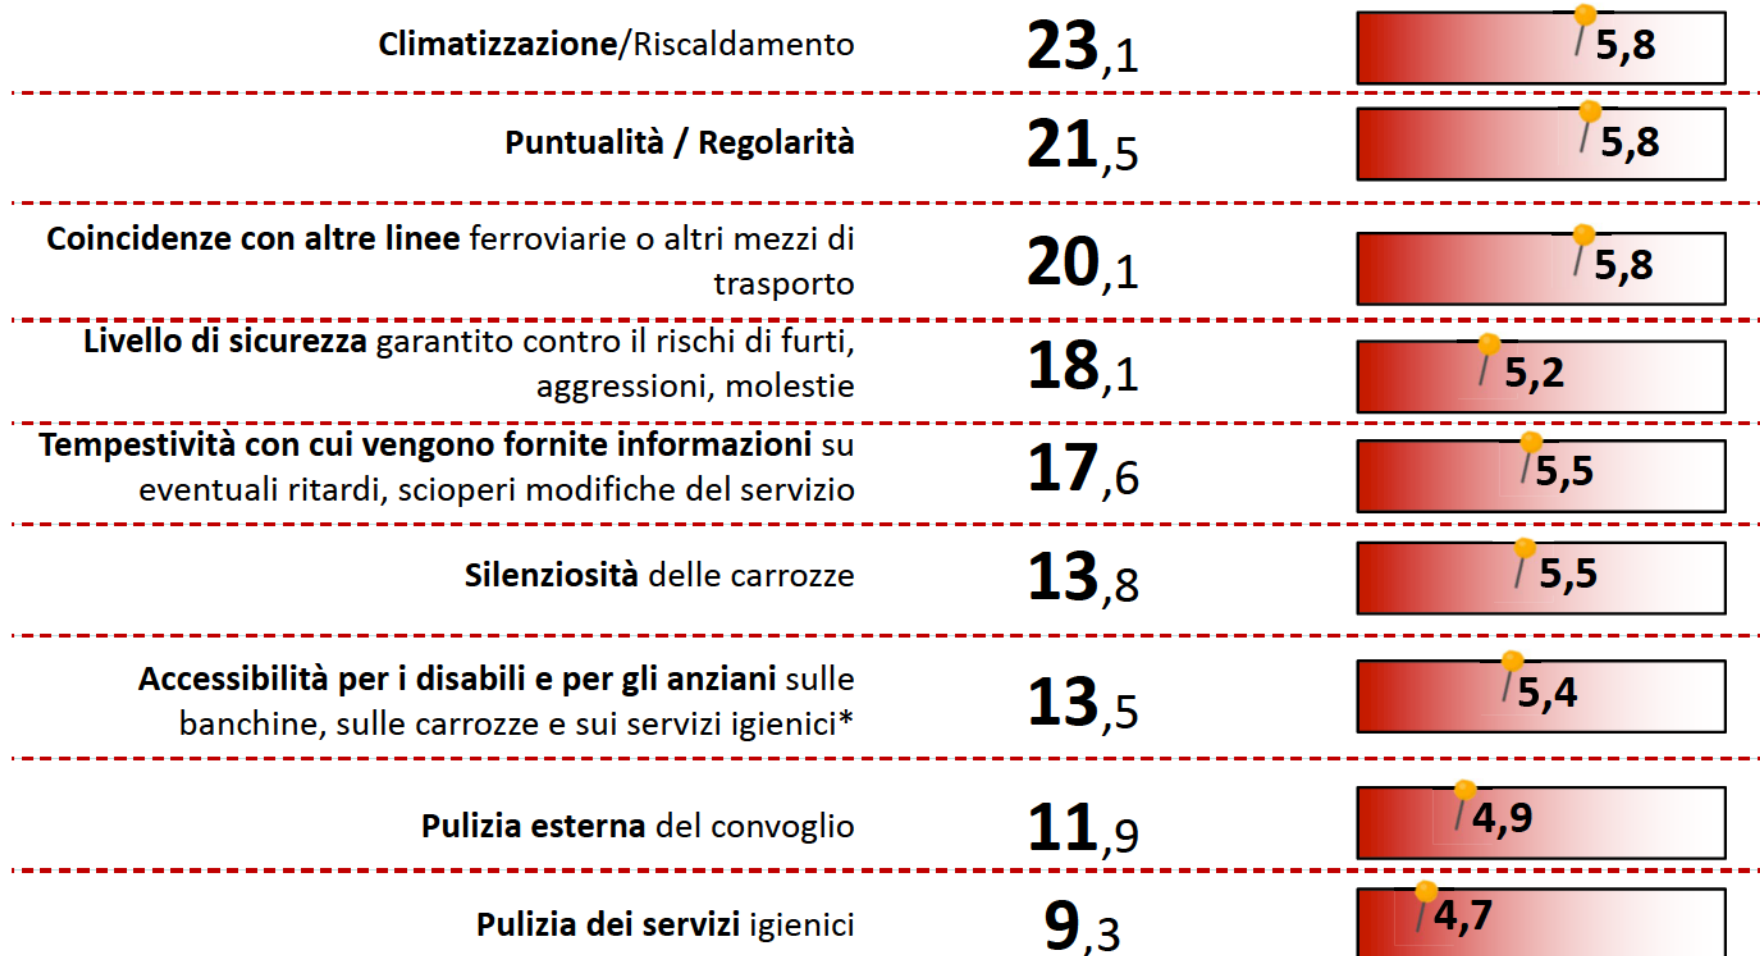 Climatizzazione/Riscaldamento 23,1 5,8
Puntualità / Regolarità 21,5 5,8
Coincidenze con altre linee ferroviarie o altri mezzi di
trasporto 20,1 5,8
Livello di sicurezza garantito contro il rischi di furti,
aggressioni, molestie 18,1 5,2
Tempestività con cui vengono fornite informazioni su
eventuali ritardi, scioperi modifiche del servizio 17,6 5,5
Silenziosità delle carrozze 13,8 5,5
Accessibilità per i disabili e per gli anziani sulle
banchine, sulle carrozze e sui servizi igienici* 13,5 5,4
Pulizia esterna del convoglio 11,9 4,9
Pulizia dei servizi igienici 9,3 4,7